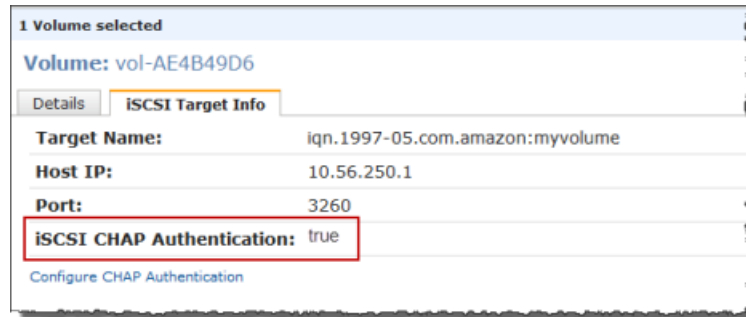 1 Volume selected
Volume: vol-AE4B49D6
Details iSCSI Target Info
Target Name: iqn.1997-05.com.amazon:myvolume
Host IP: 10.56.250.1
Port: 3260
iSCSI CHAP Authentication: true
Configure CHAP Authentication